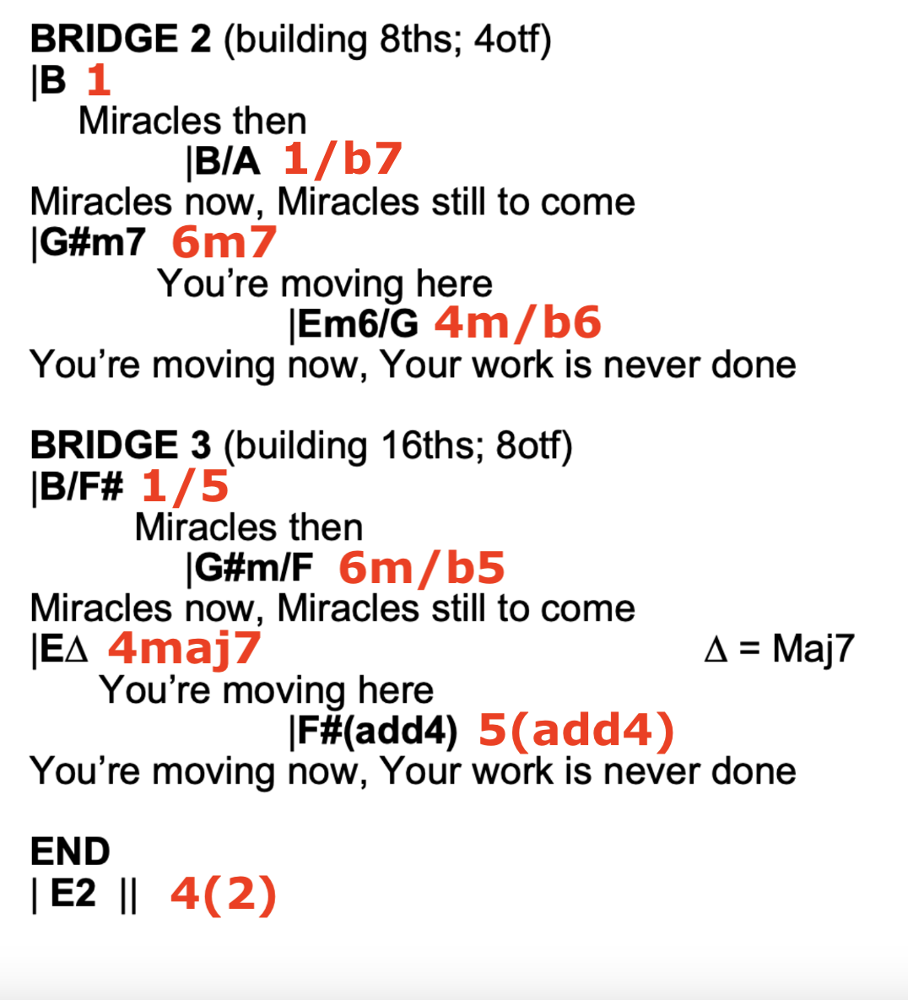 BRIDGE 2 (building 8ths; 4otf)
|B 1
Miracles then
|B/A 1/b7
Miracles now, Miracles still to come
|G#m7 6m7
You’re moving here
|Em6/G 4m/b6
You’re moving now, Your work is never done
BRIDGE 3 (building 16ths; 8otf)
|B/F# 1/5
Miracles then
|G#m/F 6m/b5
Miracles now, Miracles still to come
|EΔ 4maj7 Δ = Maj7
You’re moving here
|F#(add4) 5(add4)
You’re moving now, Your work is never done
END
| E2 || 4(2)